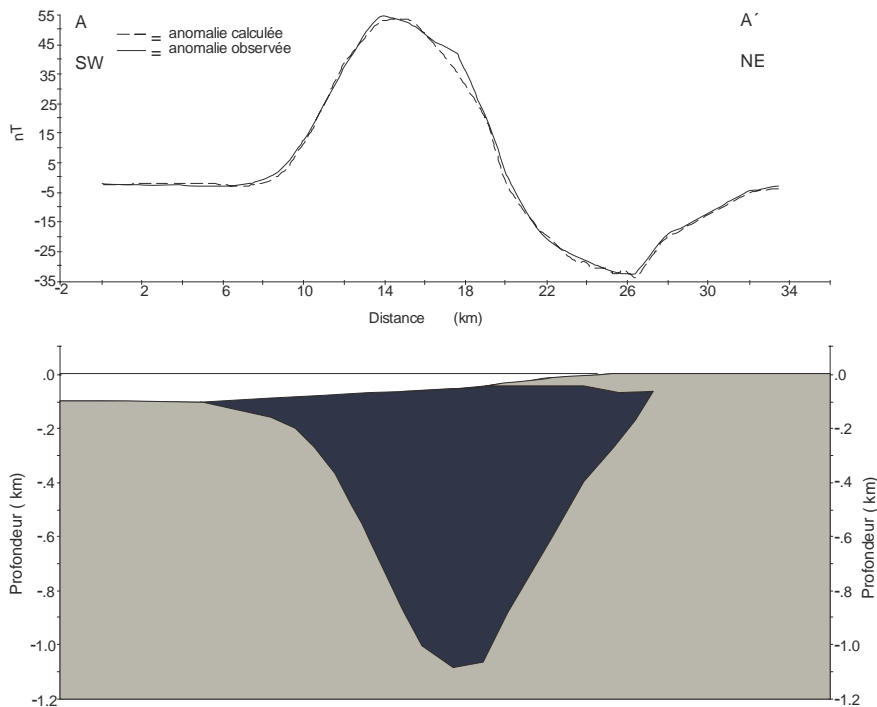 55
A
A´
anomalie calculée
=
anomalie observée
=
45
SW
NE
35
25
nT
15
5
-5
-15
-25
-35
-2 2 6 10 14 18 22 26 30 34
Distance (km)
.0 .0
-.2 -.2
-.4 -.4
Profondeur ( km) Profondeur ( km)
-.6 -.6
-.8 -.8
-1.0 -1.0
-1.2 -1.2